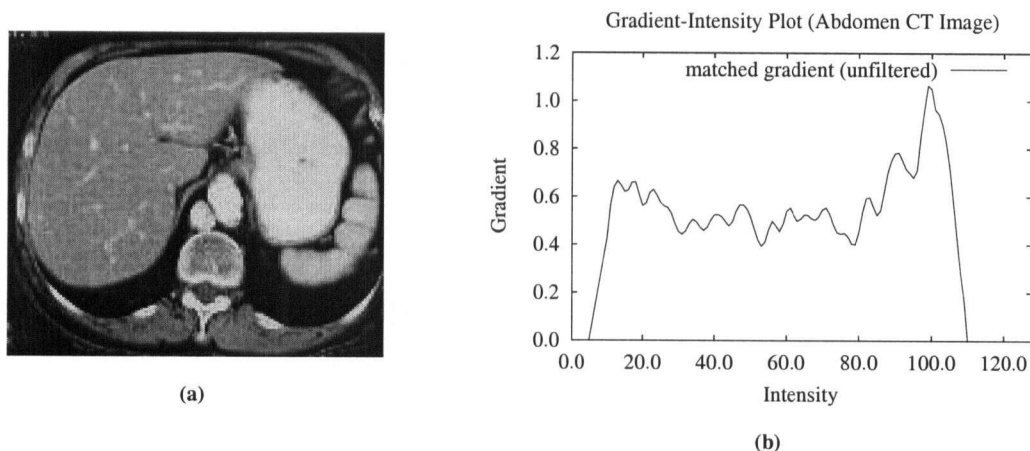 (a)
Gradient-Intensity Plot (Abdomen CT Image)
matched gradient (unfiltered)
1.2
1.0
0.8
0.6
0.4
0.2
0.0
Gradient
0.0 20.0 40.0 60.0 80.0 100.0 120.0
Intensity
(b)